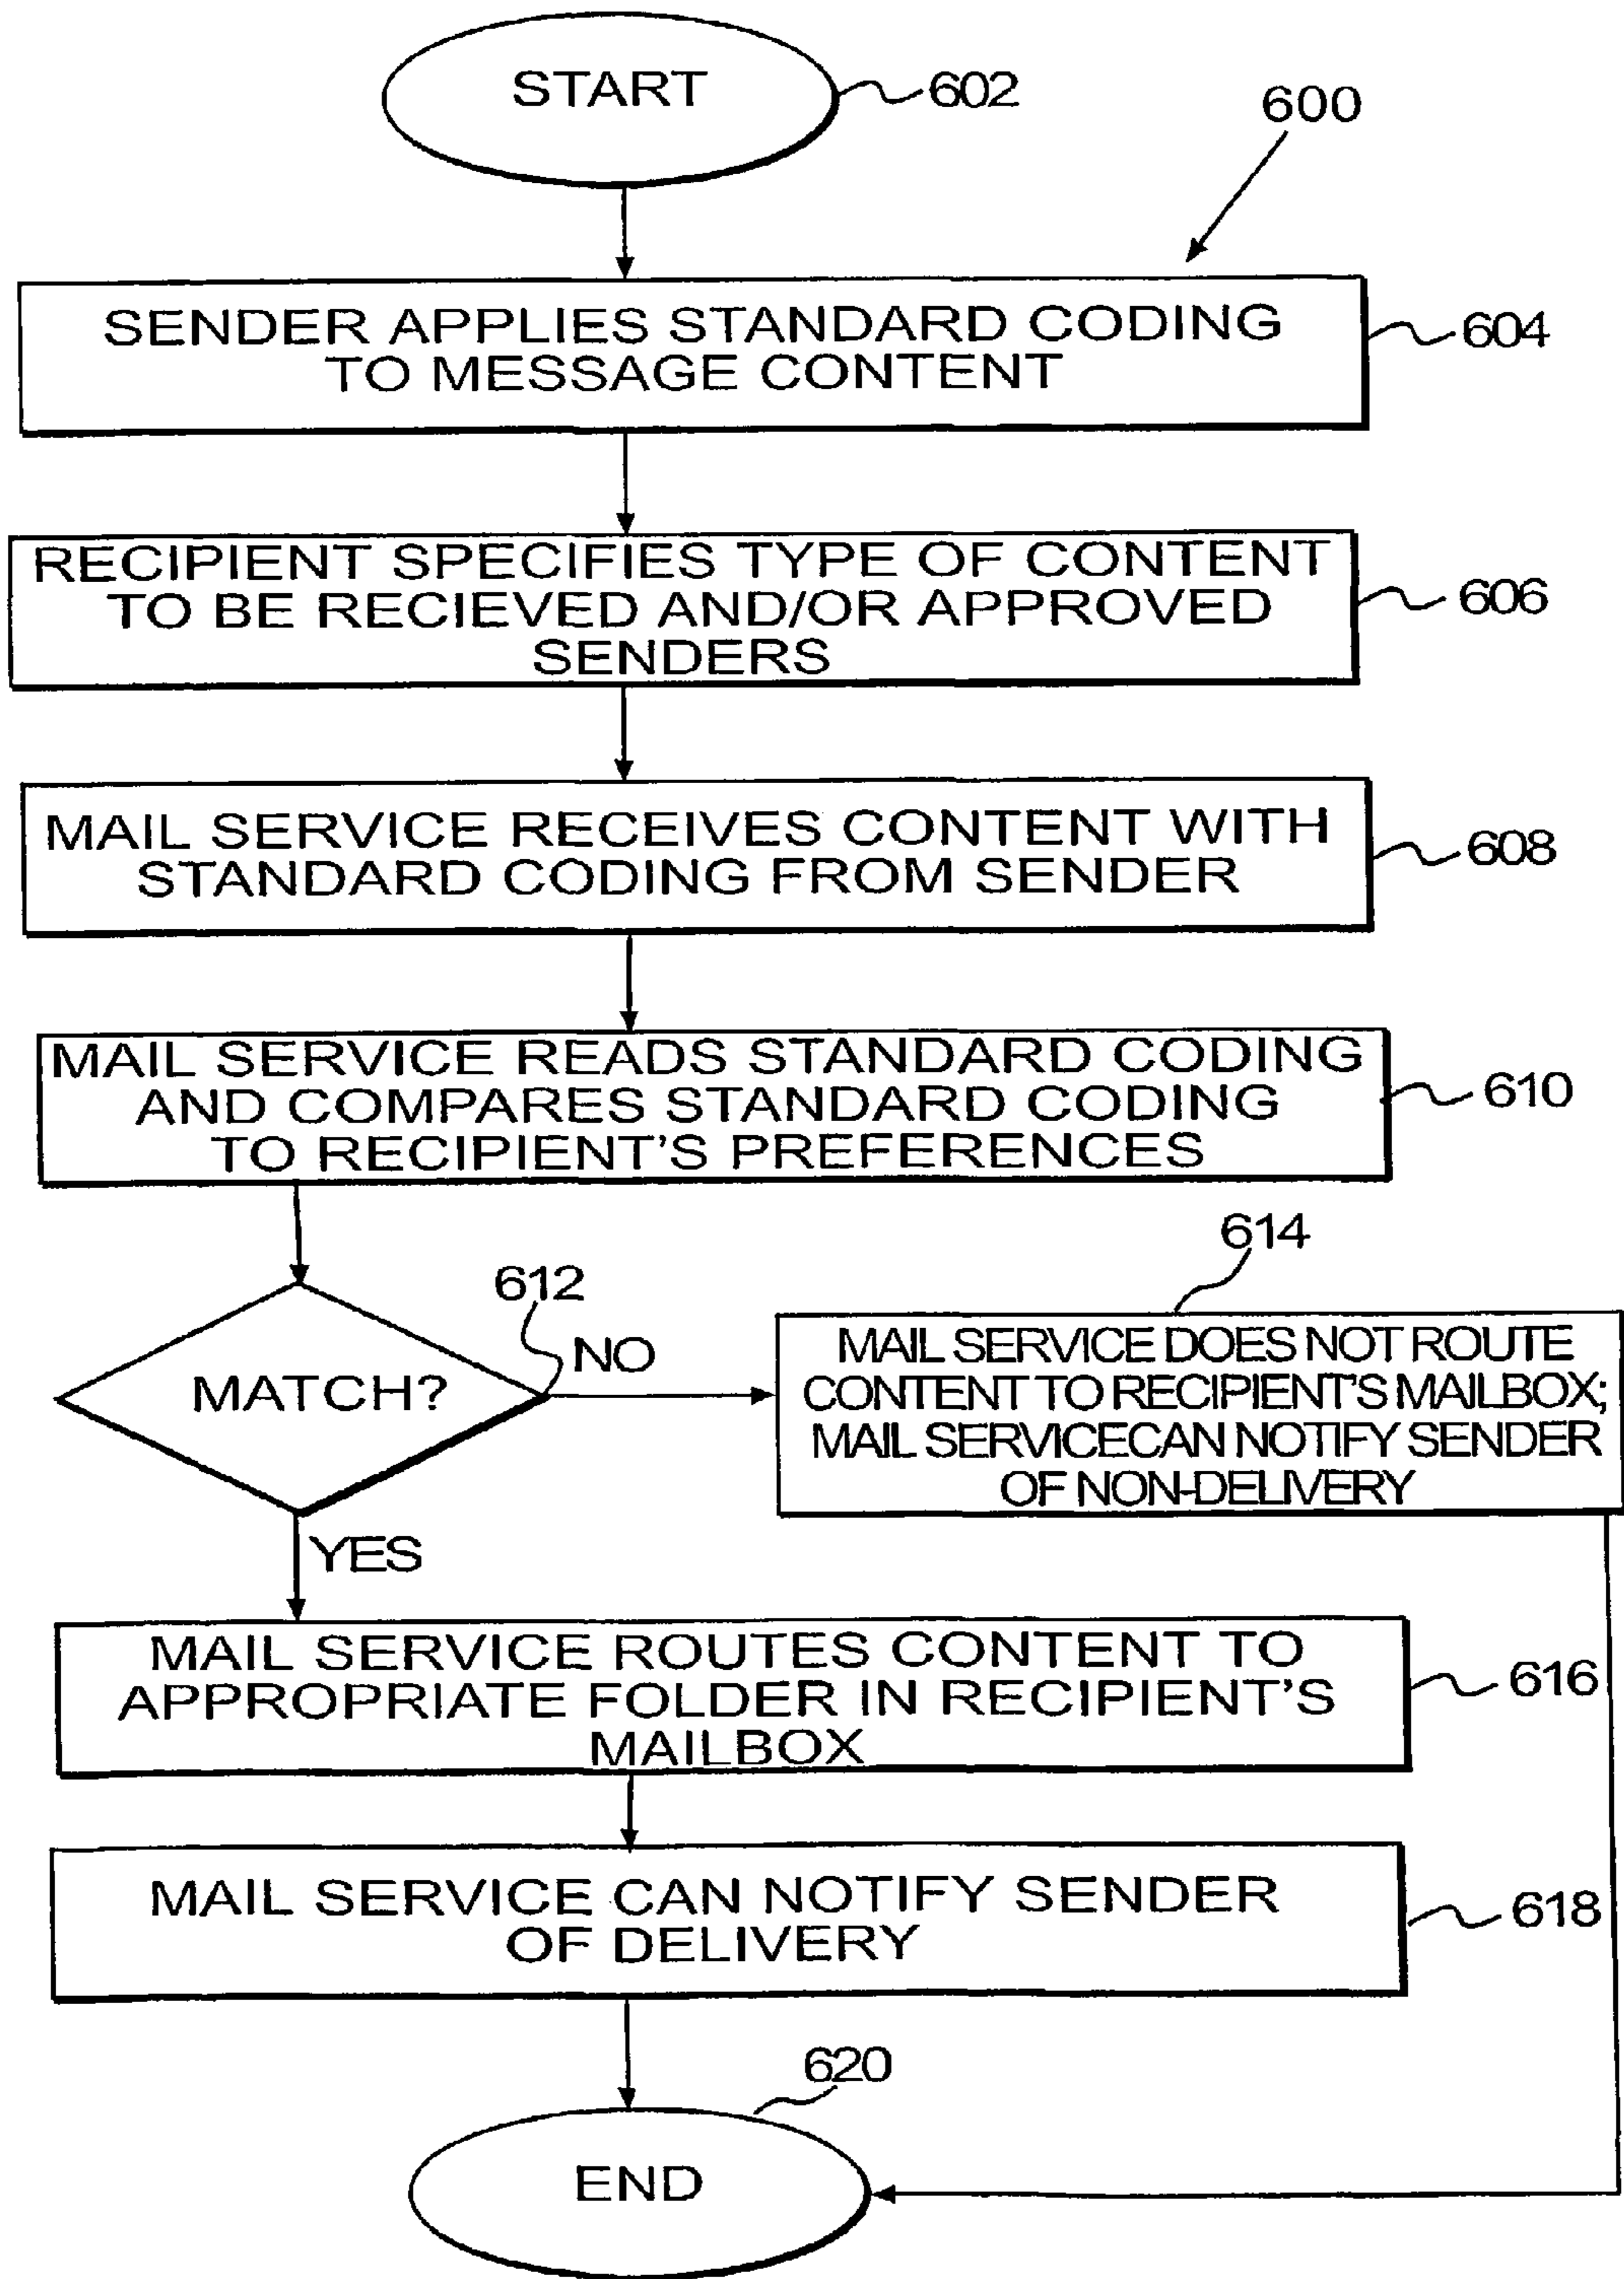 START
602
600
SENDER APPLIES STANDARD CODING
TO MESSAGE CONTENT
604
RECIPIENT SPECIFIES TYPE OF CONTENT
TO BE RECIEVED AND/OR APPROVED
SENDERS
606
MAIL SERVICE RECEIVES CONTENT WITH
STANDARD CODING FROM SENDER
608
MAIL SERVICE READS STANDARD CODING
AND COMPARES STANDARD CODING
TO RECIPIENT'S PREFERENCES
610
MATCH?
612
NO
614
MAIL SERVICE DOES NOT ROUTE
CONTENT TO RECIPIENT'S MAILBOX;
MAIL SERVICECAN NOTIFY SENDER
OF NON-DELIVERY
YES
MAIL SERVICE ROUTES CONTENT TO
APPROPRIATE FOLDER IN RECIPIENT'S
MAILBOX
616
MAIL SERVICE CAN NOTIFY SENDER
OF DELIVERY
618
620
END